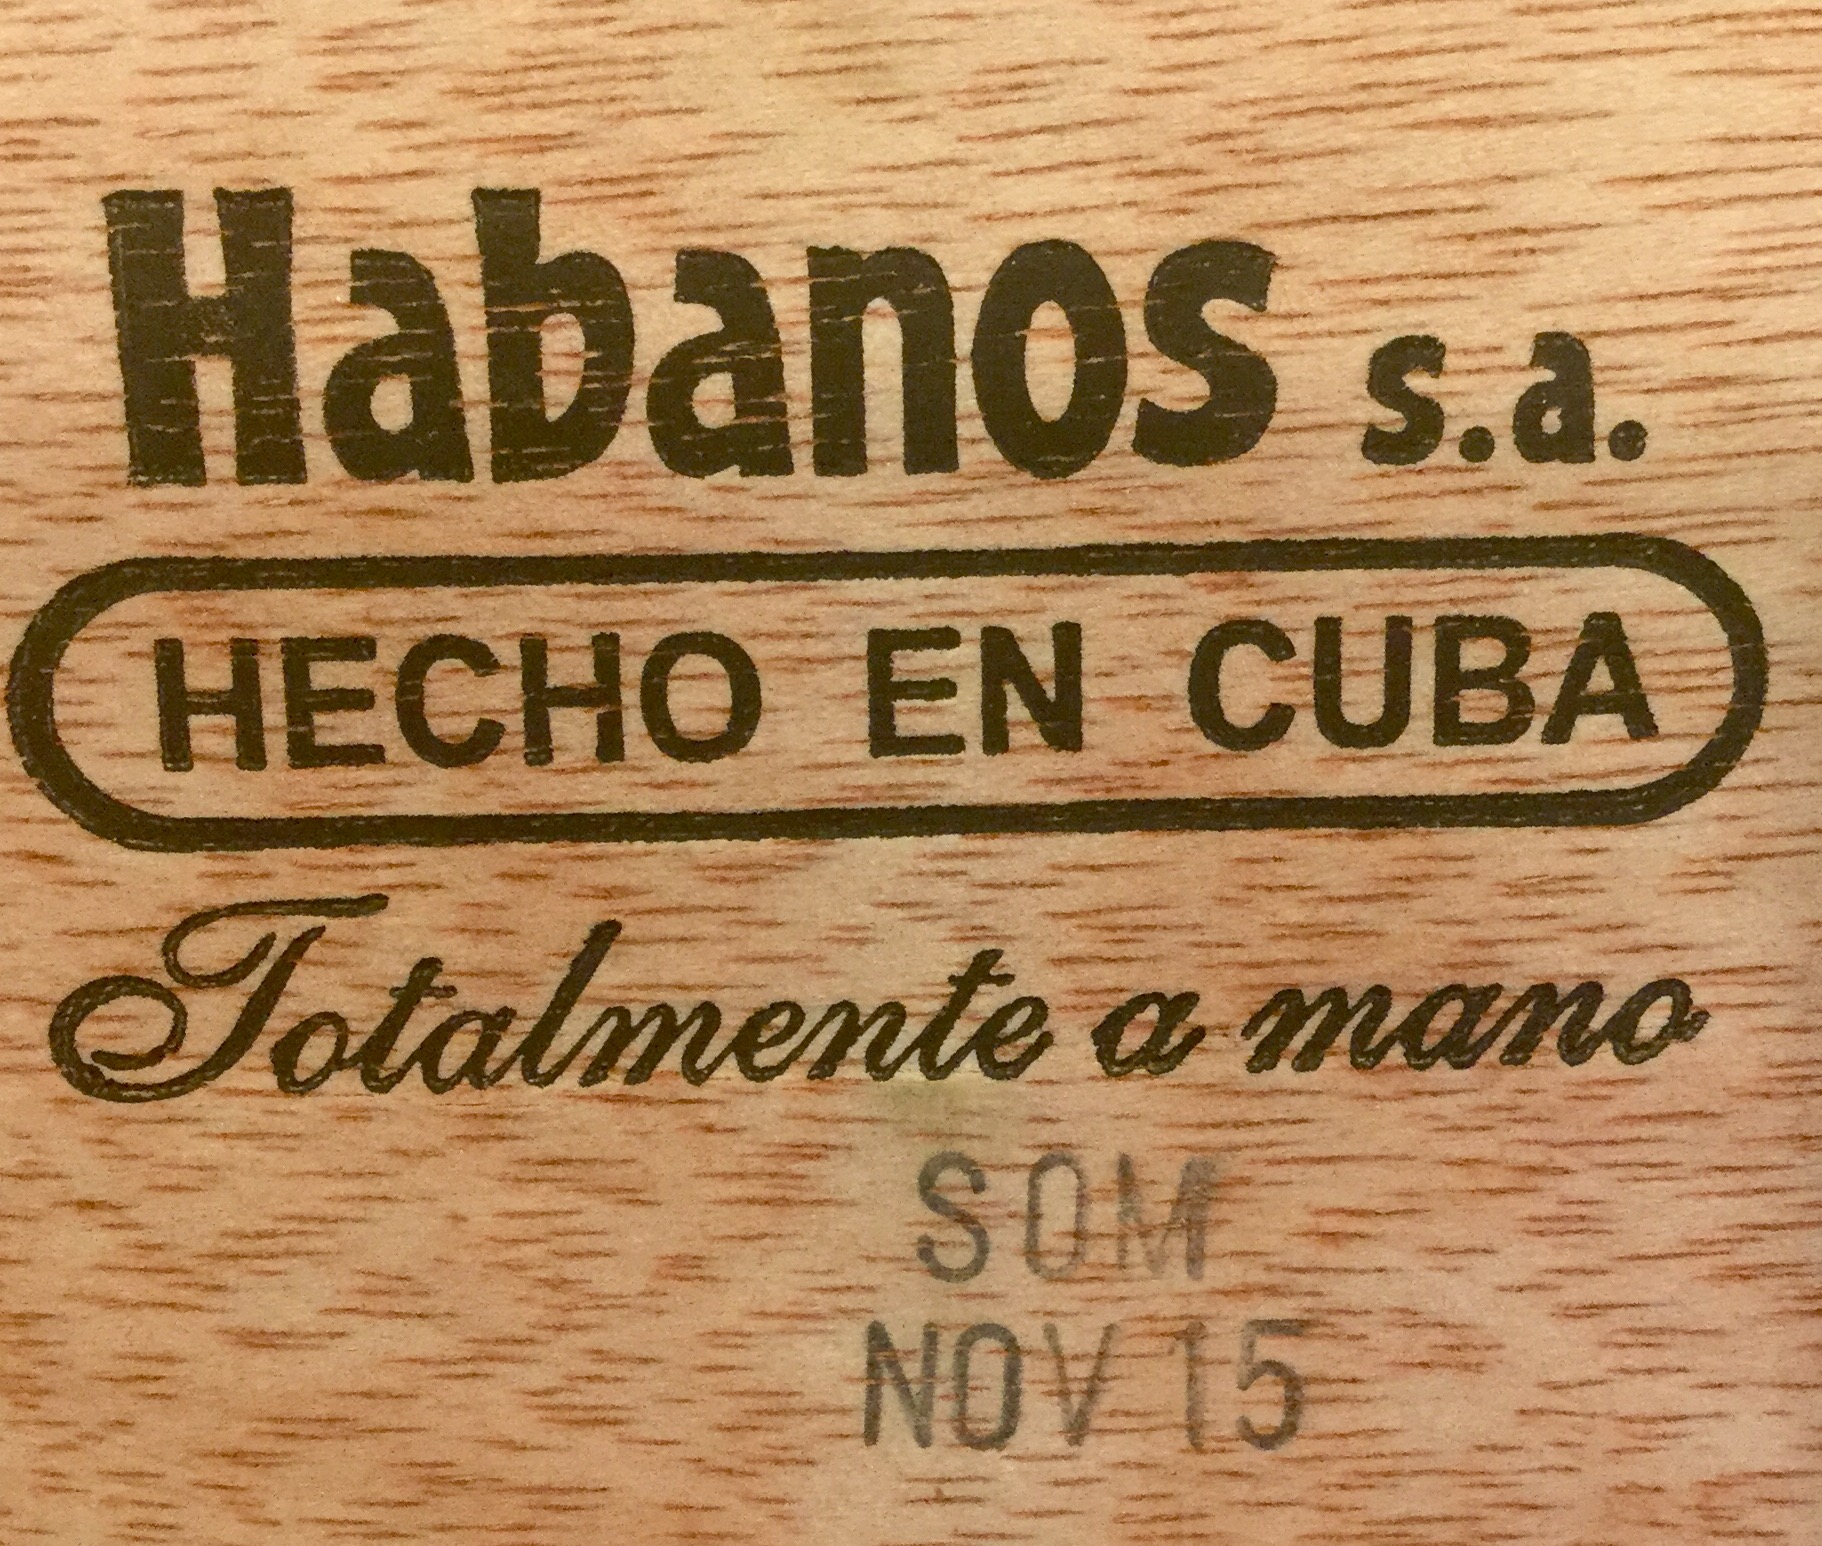 Habanos s.a.
HECHO EN CUBA
Totalmente a mano
SOM
NOV 15